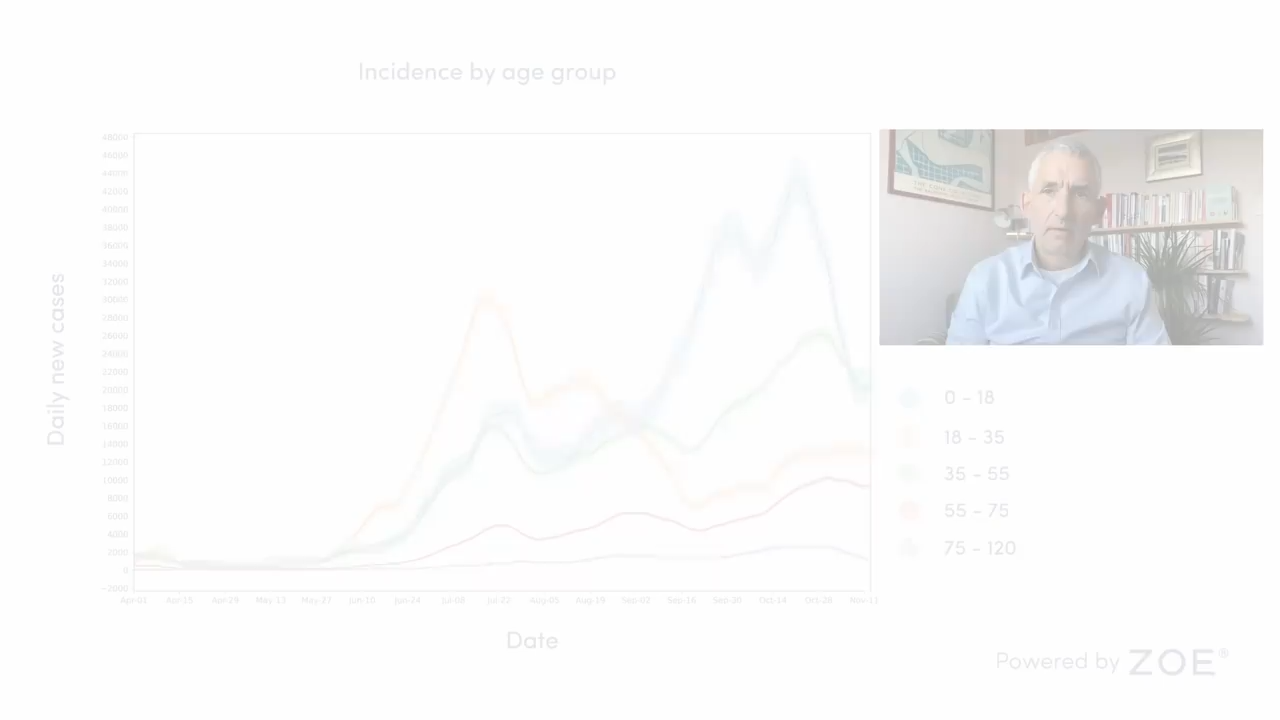 Incidence by age group
Daily new cases
48000
46000
44000
42000
40000
38000
36000
34000
32000
30000
28000
26000
24000
22000
20000
18000
16000
14000
12000
10000
8000
6000
4000
2000
0
-2000
Apr-01 Apr-15 Apr-29 May-13 May-27 Jun-10 Jun-24 Jul-08 Jul-22 Aug-05 Aug-19 Sep-02 Sep-16 Sep-30 Oct-14 Oct-28 Nov-11
Date
0 - 18
18 - 35
35 - 55
55 - 75
75 - 120
Powered by ZOE®